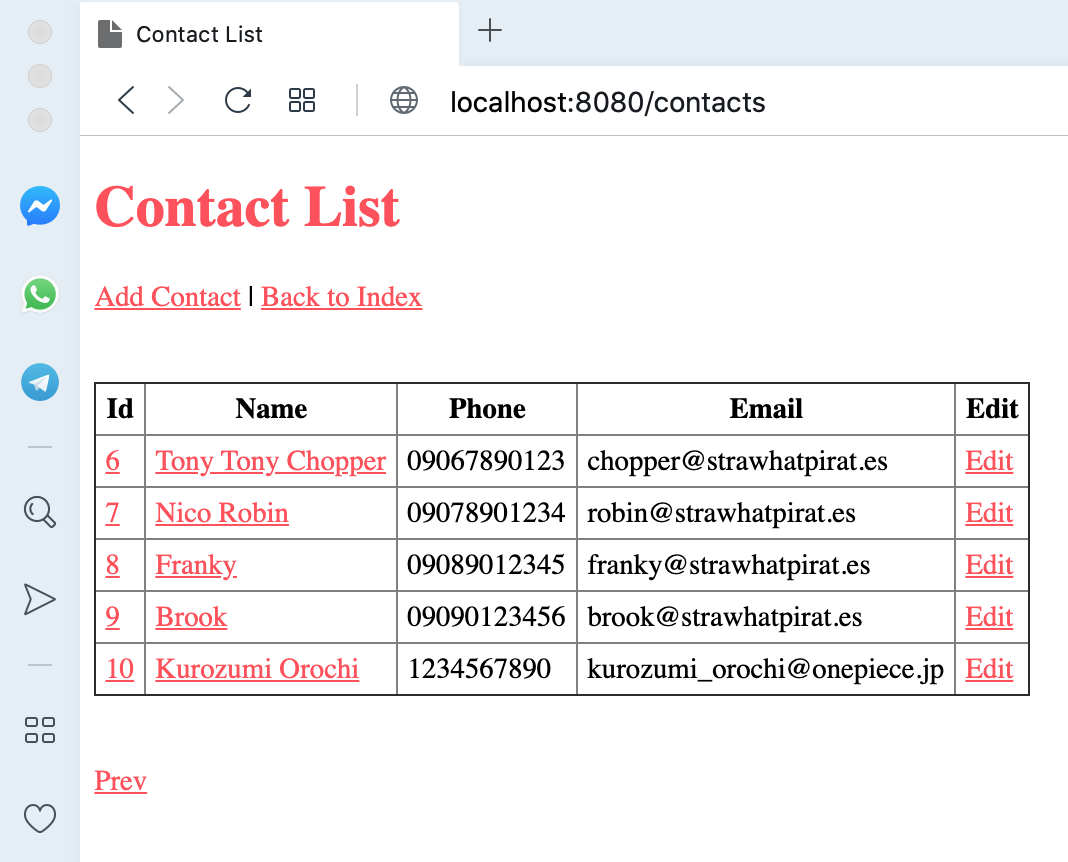 Contact List
localhost:8080/contacts
Contact List
Add Contact | Back to Index
Id Name Phone Email Edit
6 Tony Tony Chopper 09067890123 chopper@strawhatpirat.es Edit
7 Nico Robin 09078901234 robin@strawhatpirat.es Edit
8 Franky 09089012345 franky@strawhatpirat.es Edit
9 Brook 09090123456 brook@strawhatpirat.es Edit
10 Kurozumi Orochi 1234567890 kurozumi_orochi@onepiece.jp Edit
Prev